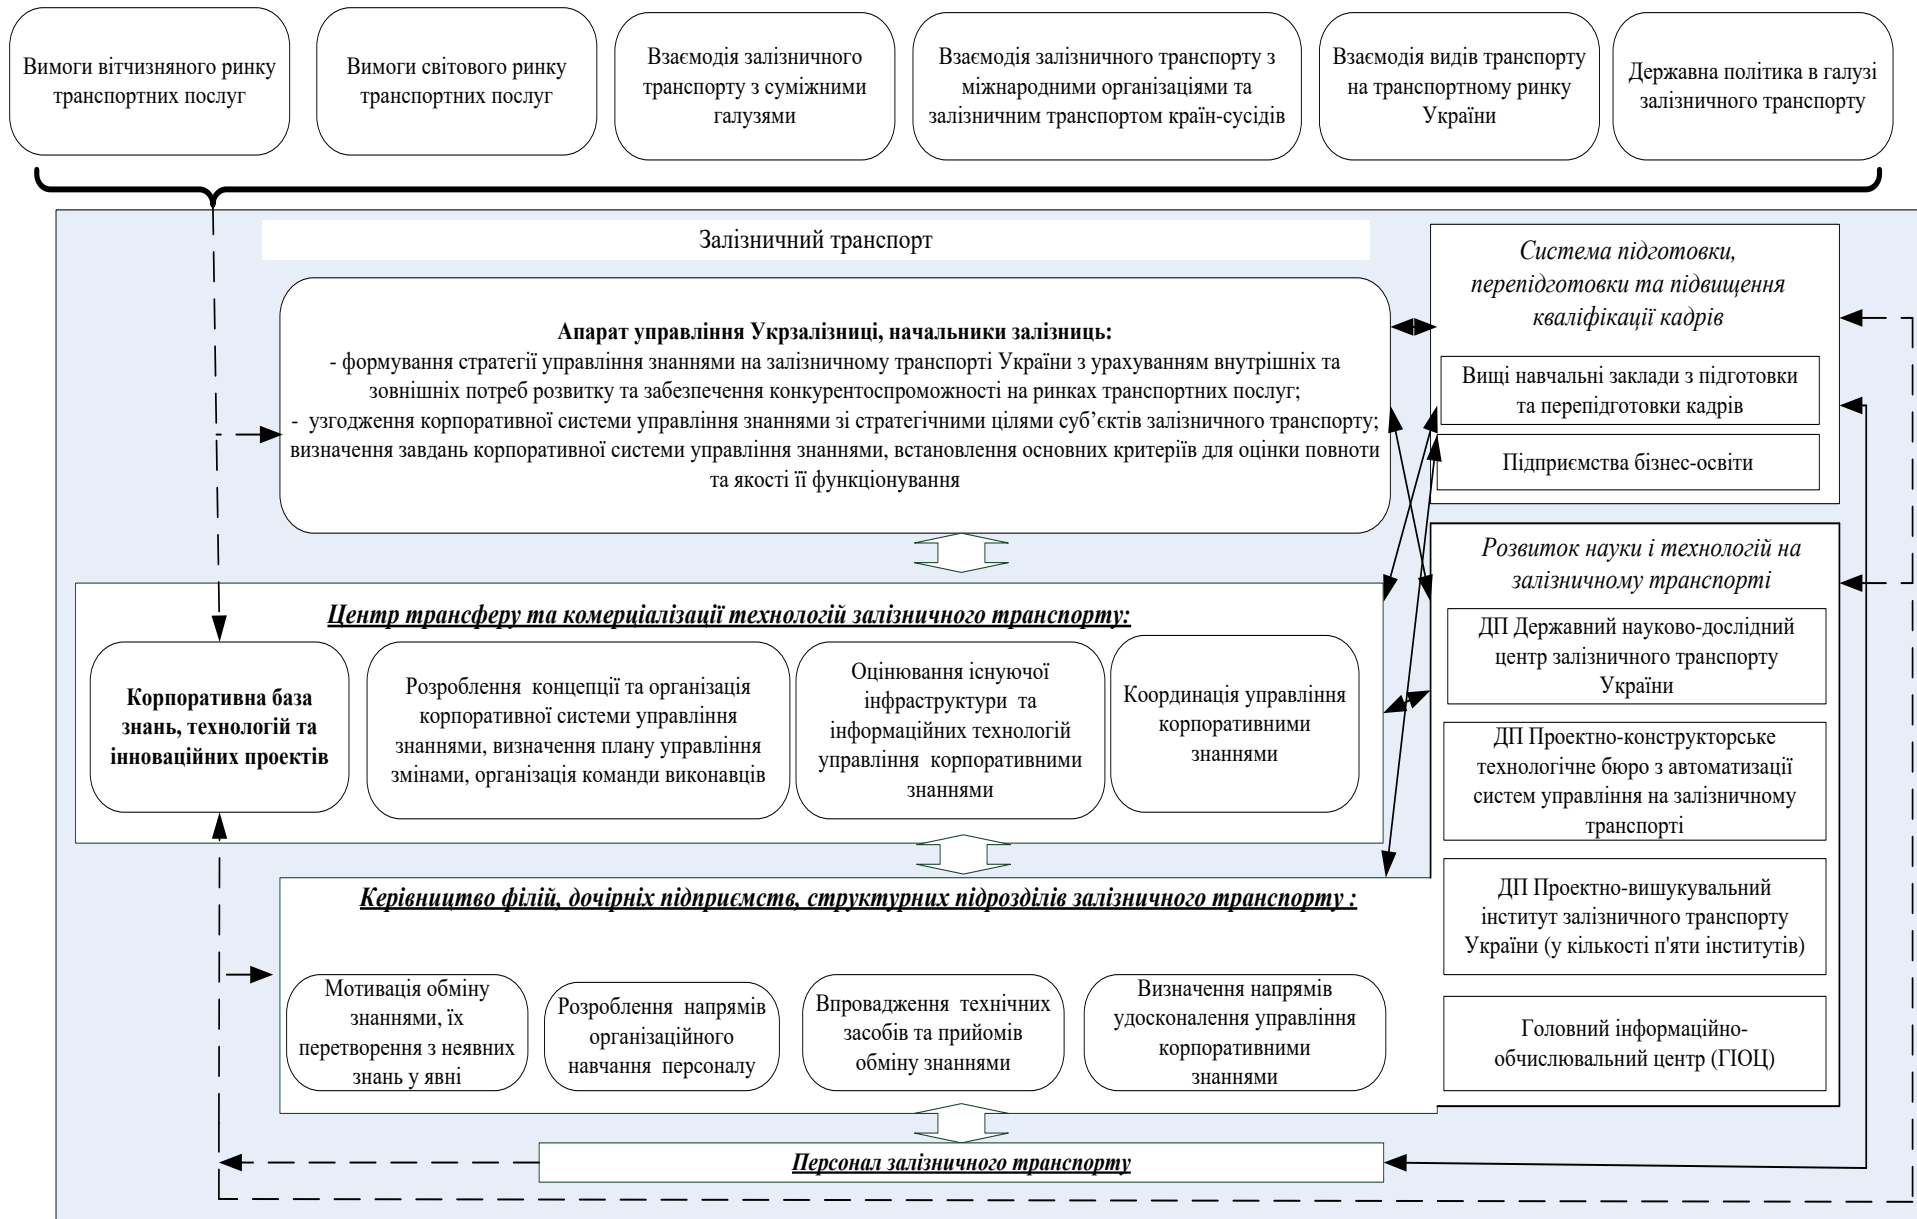 Вимоги вітчизняного ринку
транспортних послуг
Вимоги світового ринку
транспортних послуг
Взаємодія залізничного
транспорту з суміжними
галузями
Взаємодія залізничного транспорту з
міжнародними організаціями та
залізничним транспортом країн-сусідів
Взаємодія видів транспорту
на транспортному ринку
України
Державна політика в галузі
залізничного транспорту
Залізничний транспорт
Апарат управління Укрзалізниці, начальники залізниць:
- формування стратегії управління знаннями на залізничному транспорті України з урахуванням внутрішніх та
зовнішніх потреб розвитку та забезпечення конкурентоспроможності на ринках транспортних послуг;
- узгодження корпоративної системи управління знаннями зі стратегічними цілями суб’єктів залізничного транспорту;
визначення завдань корпоративної системи управління знаннями, встановлення основних критеріїв для оцінки повноти
та якості її функціонування
Система підготовки,
перепідготовки та підвищення
кваліфікації кадрів
Вищі навчальні заклади з підготовки
та перепідготовки кадрів
Підприємства бізнес-освіти
Центр трансферу та комерціалізації технологій залізничного транспорту:
Корпоративна база
знань, технологій та
інноваційних проектів
Розроблення концепції та організація
корпоративної системи управління
знаннями, визначення плану управління
змінами, організація команди виконавців
Оцінювання існуючої
інфраструктури та
інформаційних технологій
управління корпоративними
знаннями
Координація управління
корпоративними
знаннями
Розвиток науки і технологій на
залізничному транспорті
ДП Державний науково-дослідний
центр залізничного транспорту
України
ДП Проектно-конструкторське
технологічне бюро з автоматизації
систем управління на залізничному
транспорті
ДП Проектно-вишукувальний
інститут залізничного транспорту
України (у кількості п'яти інститутів)
Головний інформаційно-
обчислювальний центр (ГІОЦ)
Керівництво філій, дочірніх підприємств, структурних підрозділів залізничного транспорту :
Мотивація обміну
знаннями, їх
перетворення з неявних
знань у явні
Розроблення напрямів
організаційного
навчання персоналу
Впровадження технічних
засобів та прийомів
обміну знаннями
Визначення напрямів
удосконалення управління
корпоративними
знаннями
Персонал залізничного транспорту